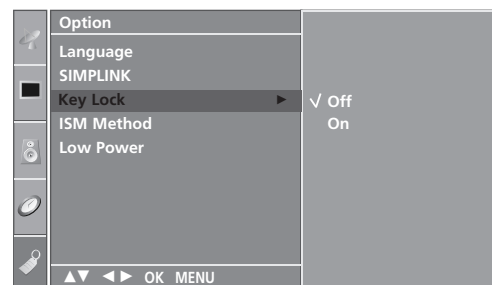 Option
Language
SIMPLINK
Key Lock ►
ISM Method
Low Power
√ Off
On
▲▼ ◄ ► OK MENU